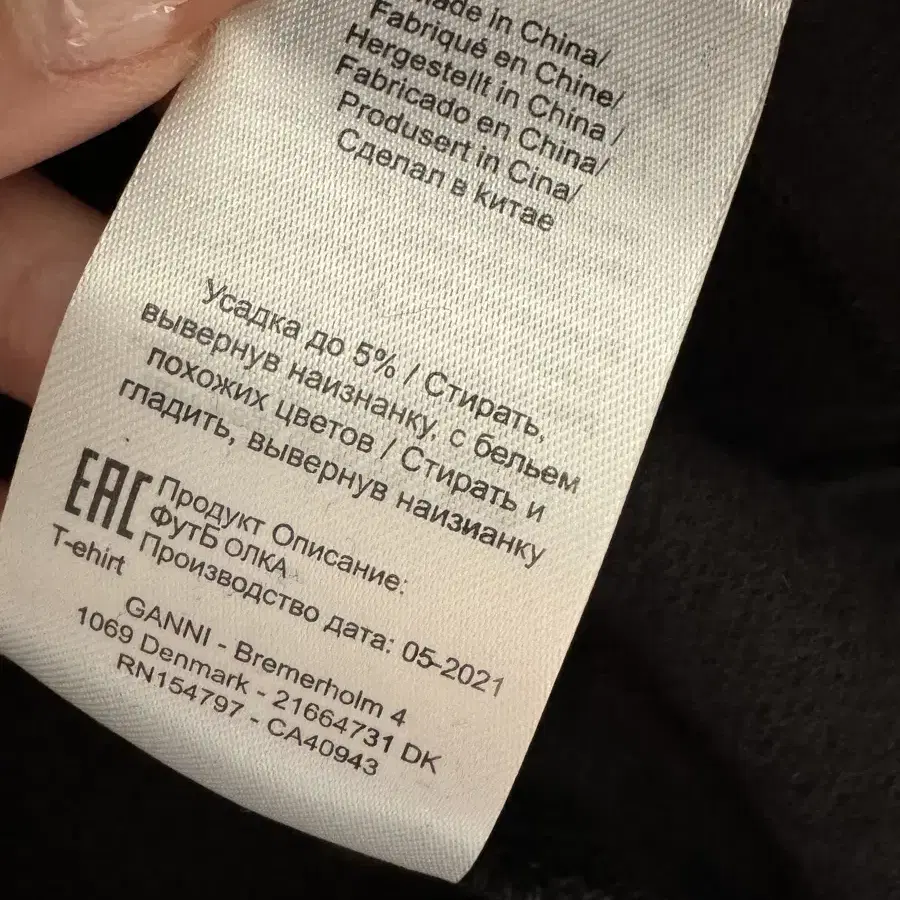 ade in China/
Fabriqué en Chine/
Hergestellt in China /
Fabricado en China/
Produsert in Cina/
Сделал в китае
Усадка до 5% / Стирать,
вывернув наизнанку, с бельем
похожих цветов / Стирать и
гладить, вывернув наизианку
EAC
Продукт Описание:
ФутБ ОЛКА
T-ehirt
Производство дата: 05-2021
GANNI - Bremerholm 4
1069 Denmark - 21664731 DK
RN154797 - CA40943